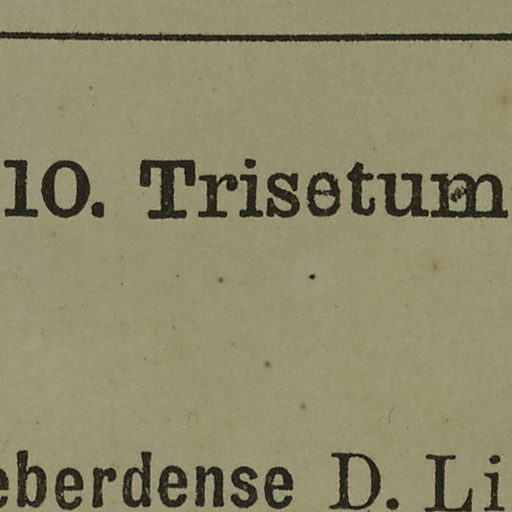 10. Trisetum
eberdense D. Li